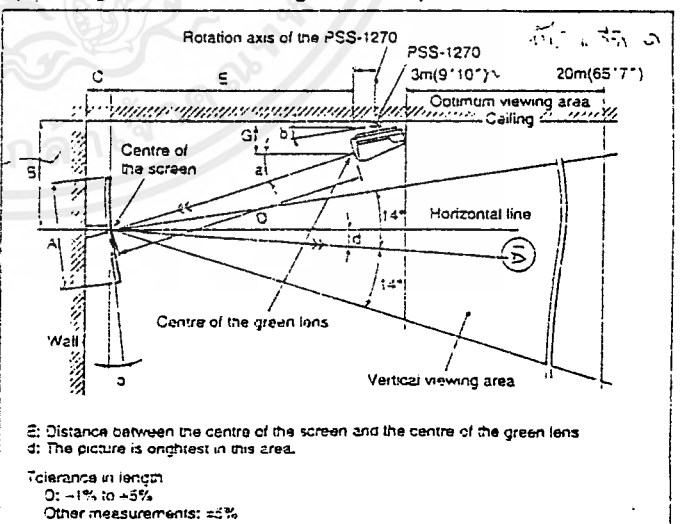 Rotation axis of the PSS-1270
PSS-1270
3m(9'10")~ 20m(65'7")
C E
Optimum viewing area
Ceiling
G b
Centre of
the screen
B
a
D
14°
Horizontal line
A
d
14°
Centre of the green lens
Wall
Vertical viewing area
E: Distance between the centre of the screen and the centre of the green lens
d: The picture is brightest in this area.
Tolerance in length
D: -1% to +5%
Other measurements: ±5%